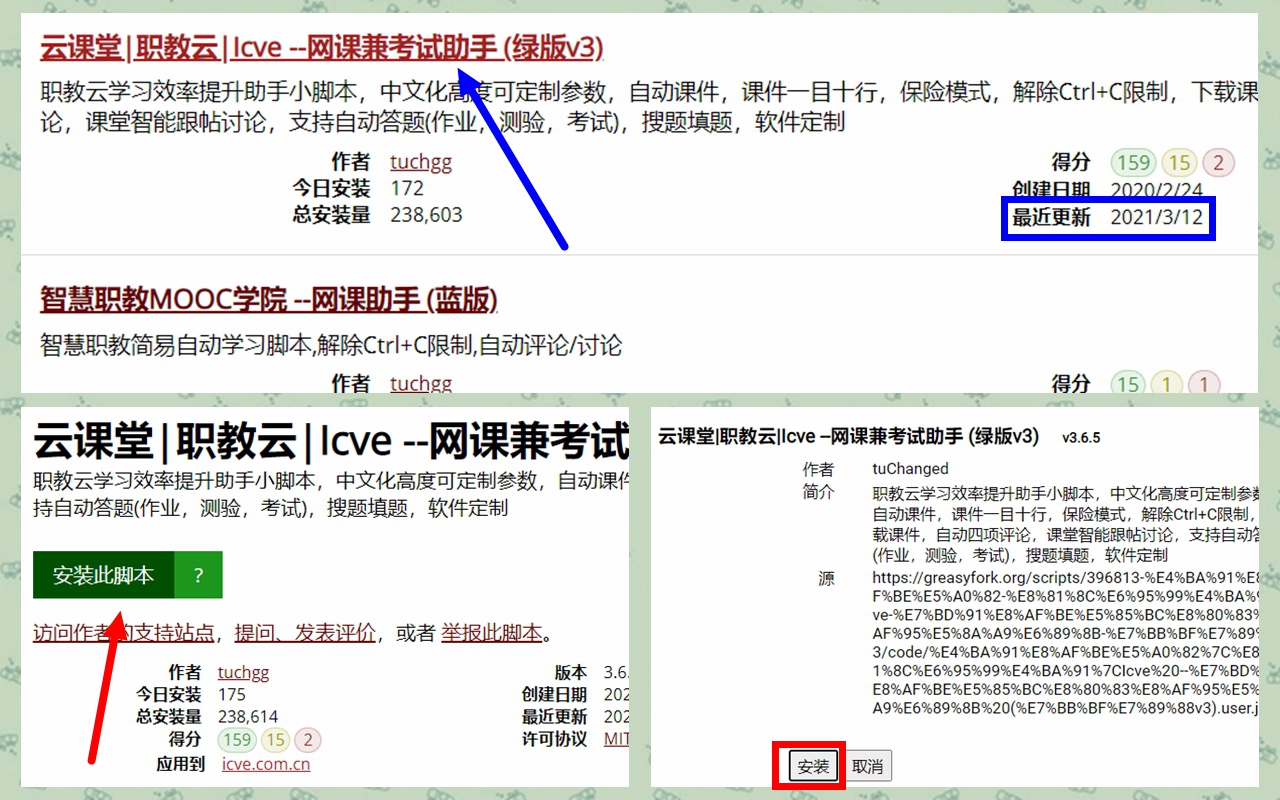 云课堂|职教云|Icve --网课兼考试助手 (绿版v3)
职教云学习效率提升助手小脚本，中文化高度可定制参数，自动课件，课件一目十行，保险模式，解除Ctrl+C限制，下载课
论，课堂智能跟帖讨论，支持自动答题(作业，测验，考试)，搜题填题，软件定制
作者 tuchgg
今日安装 172
总安装量 238,603
得分 159 15 2
创建日期 2020/2/24
最近更新 2021/3/12
智慧职教MOOC学院 --网课助手 (蓝版)
智慧职教简易自动学习脚本,解除Ctrl+C限制,自动评论/讨论
作者 tuchgg
得分 15 1 1
云课堂|职教云|Icve --网课兼考试
职教云学习效率提升助手小脚本，中文化高度可定制参数，自动课件
持自动答题(作业，测验，考试)，搜题填题，软件定制
安装此脚本 ?
访问作者的支持站点，提问、发表评价，或者 举报此脚本。
作者 tuchgg
今日安装 175
总安装量 238,614
得分 159 15 2
应用到 icve.com.cn
版本 3.6.
创建日期 202
最近更新 202
许可协议 MIT
云课堂|职教云|Icve --网课兼考试助手 (绿版v3) v3.6.5
作者 tuChanged
简介 职教云学习效率提升助手小脚本，中文化高度可定制参数
自动课件，课件一目十行，保险模式，解除Ctrl+C限制，
载课件，自动四项评论，课堂智能跟帖讨论，支持自动答
(作业，测验，考试)，搜题填题，软件定制
源 https://greasyfork.org/scripts/396813-%E4%BA%91%E8
F%BE%E5%A0%82-%E8%81%8C%E6%95%99%E4%BA%9
ve-%E7%BD%91%E8%AF%BE%E5%85%BC%E8%80%83%
AF%95%E5%8A%A9%E6%89%8B-%E7%BB%BF%E7%89%
3/code/%E4%BA%91%E8%AF%BE%E5%A0%82%7C%E8
1%8C%E6%95%99%E4%BA%91%7CIcve%20--%E7%BD%
E8%AF%BE%E5%85%BC%E8%80%83%E8%AF%95%E5%
A9%E6%89%8B%20(%E7%BB%BF%E7%89%88v3).user.j
安装 取消